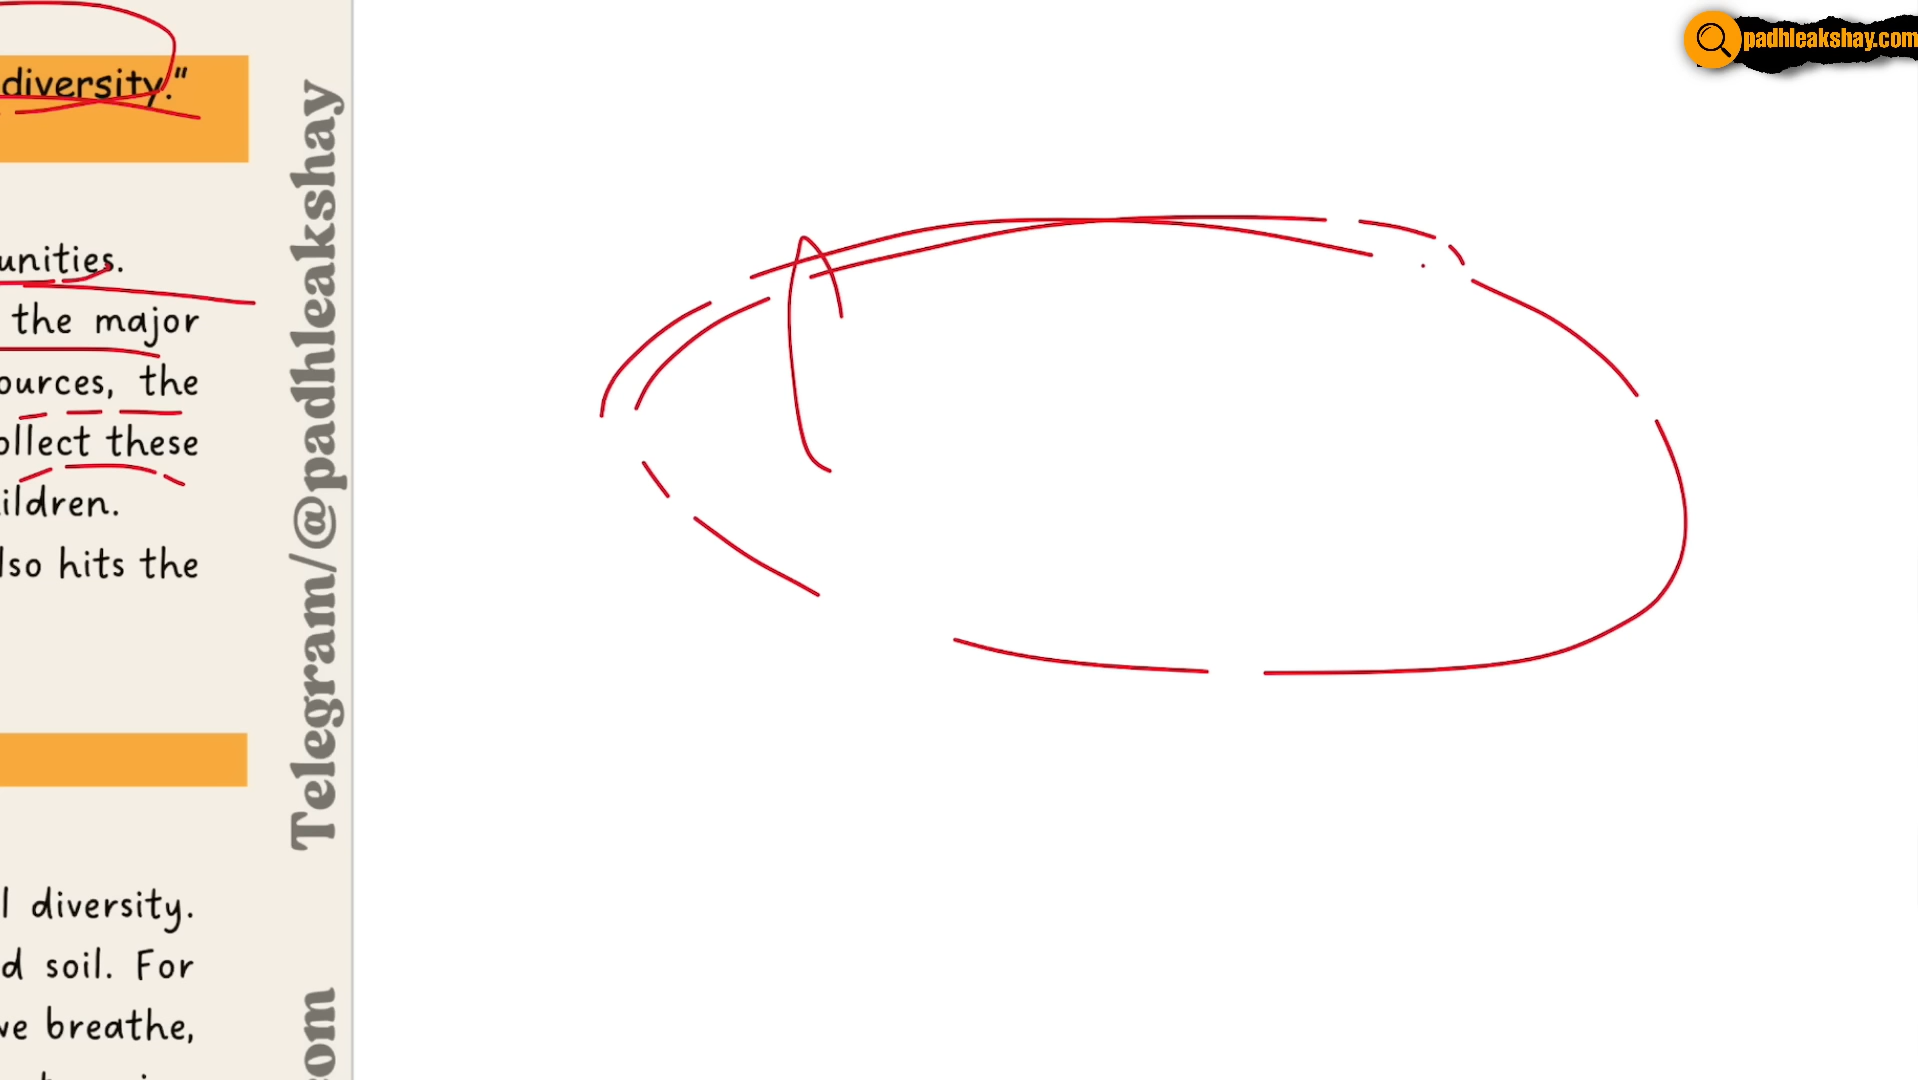 padhleakshay.com
diversity."
unities.
the major
ources, the
ollect these
ildren.
lso hits the
l diversity.
d soil. For
ve breathe,
Telegram/@padhleakshay
com